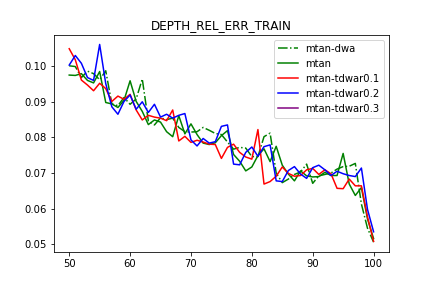 DEPTH_REL_ERR_TRAIN
mtan-dwa
mtan
mtan-tdwar0.1
mtan-tdwar0.2
mtan-tdwar0.3
0.10
0.09
0.08
0.07
0.06
0.05
50 60 70 80 90 100